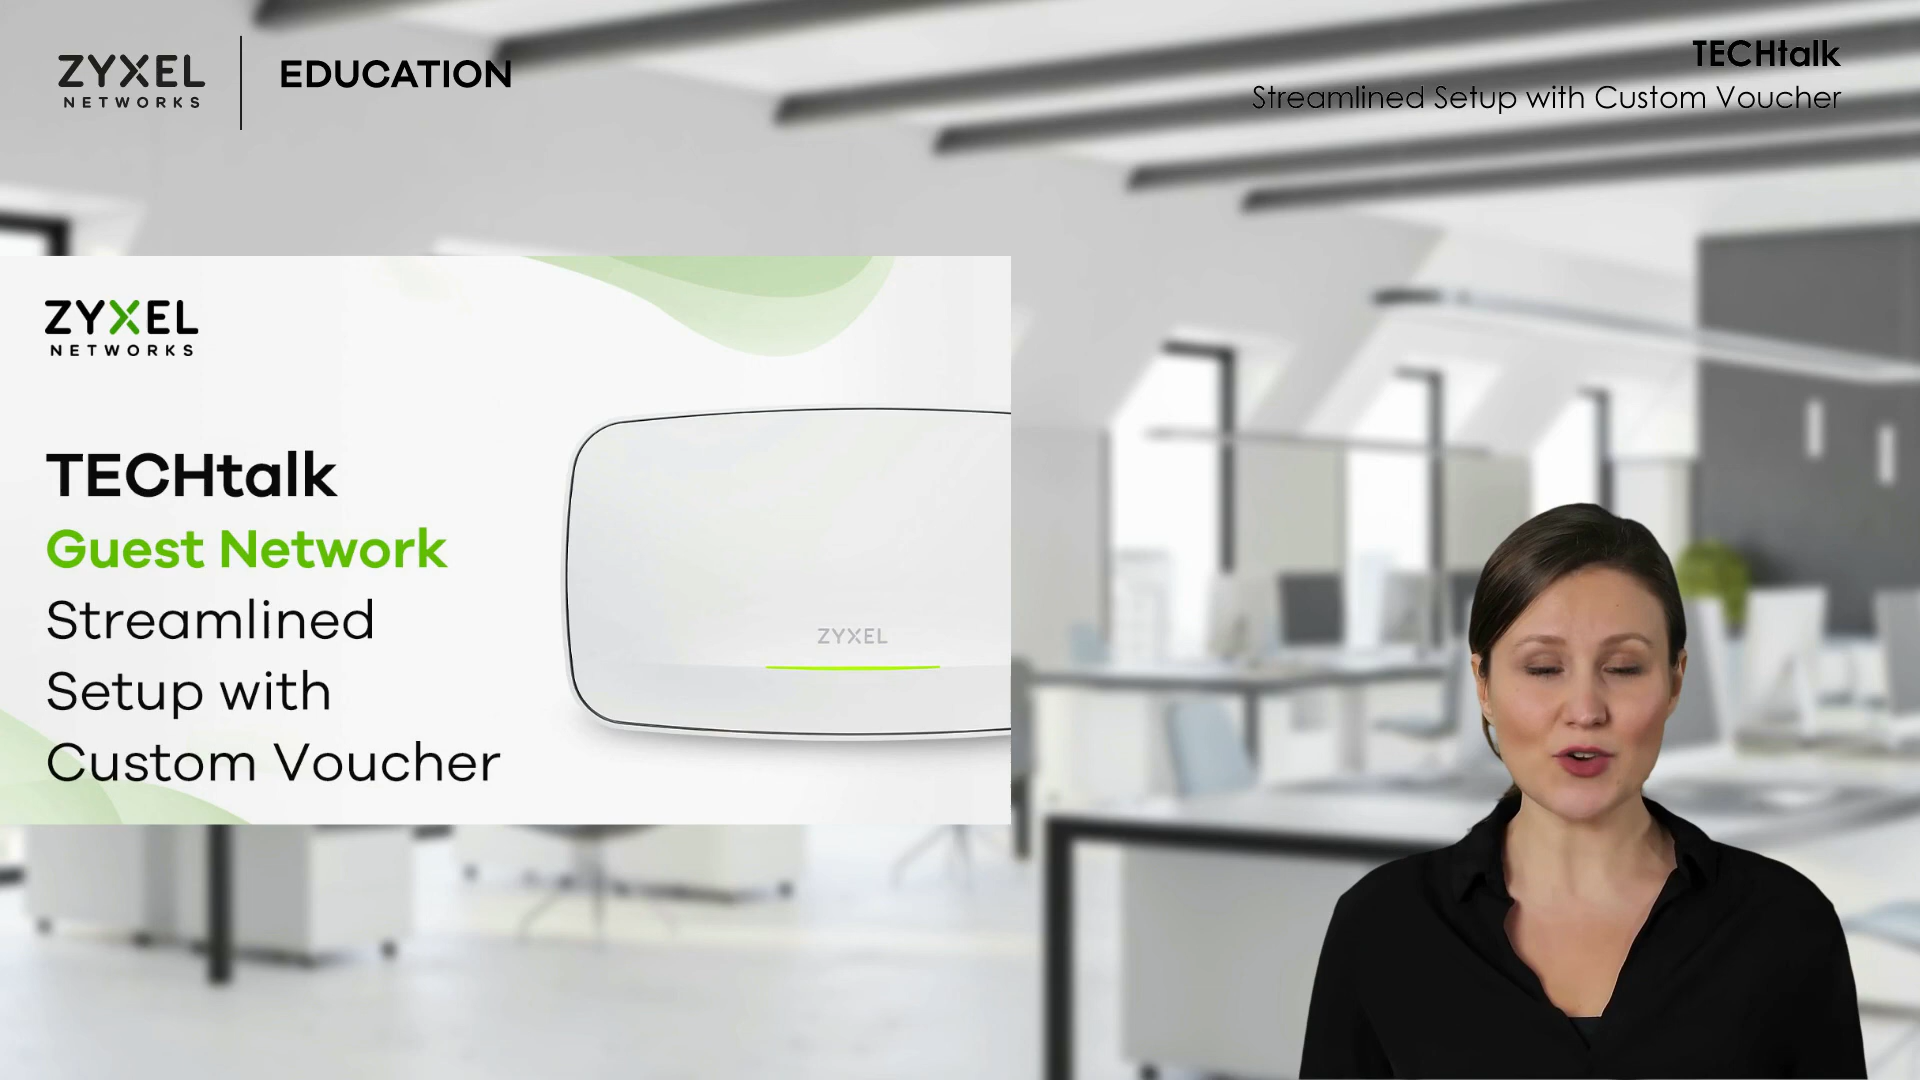 ZYXEL
NETWORKS
EDUCATION
TECHtalk
Streamlined Setup with Custom Voucher
ZYXEL
NETWORKS
TECHtalk
Guest Network
Streamlined
Setup with
Custom Voucher
ZYXEL